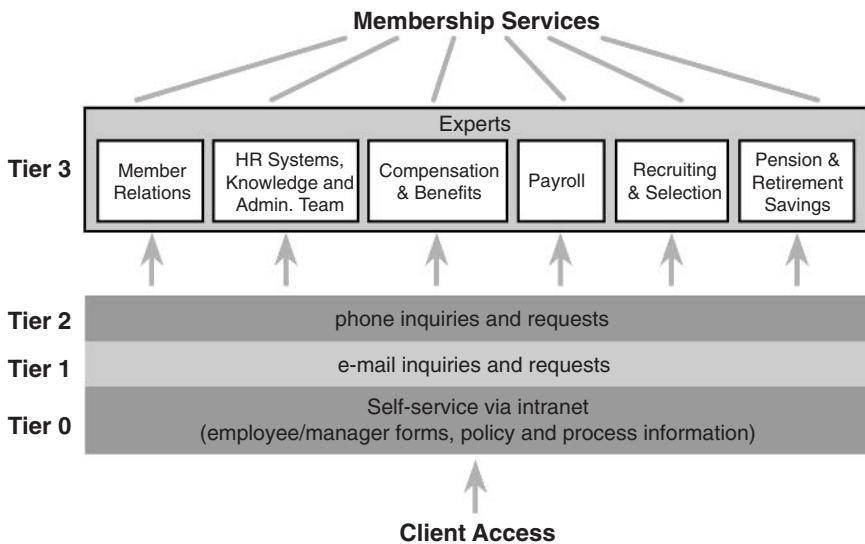 Membership Services
Experts
Tier 3
Member
Relations
HR Systems,
Knowledge and
Admin. Team
Compensation
& Benefits
Payroll
Recruiting
& Selection
Pension &
Retirement
Savings
Tier 2
phone inquiries and requests
Tier 1
e-mail inquiries and requests
Tier 0
Self-service via intranet
(employee/manager forms, policy and process information)
Client Access